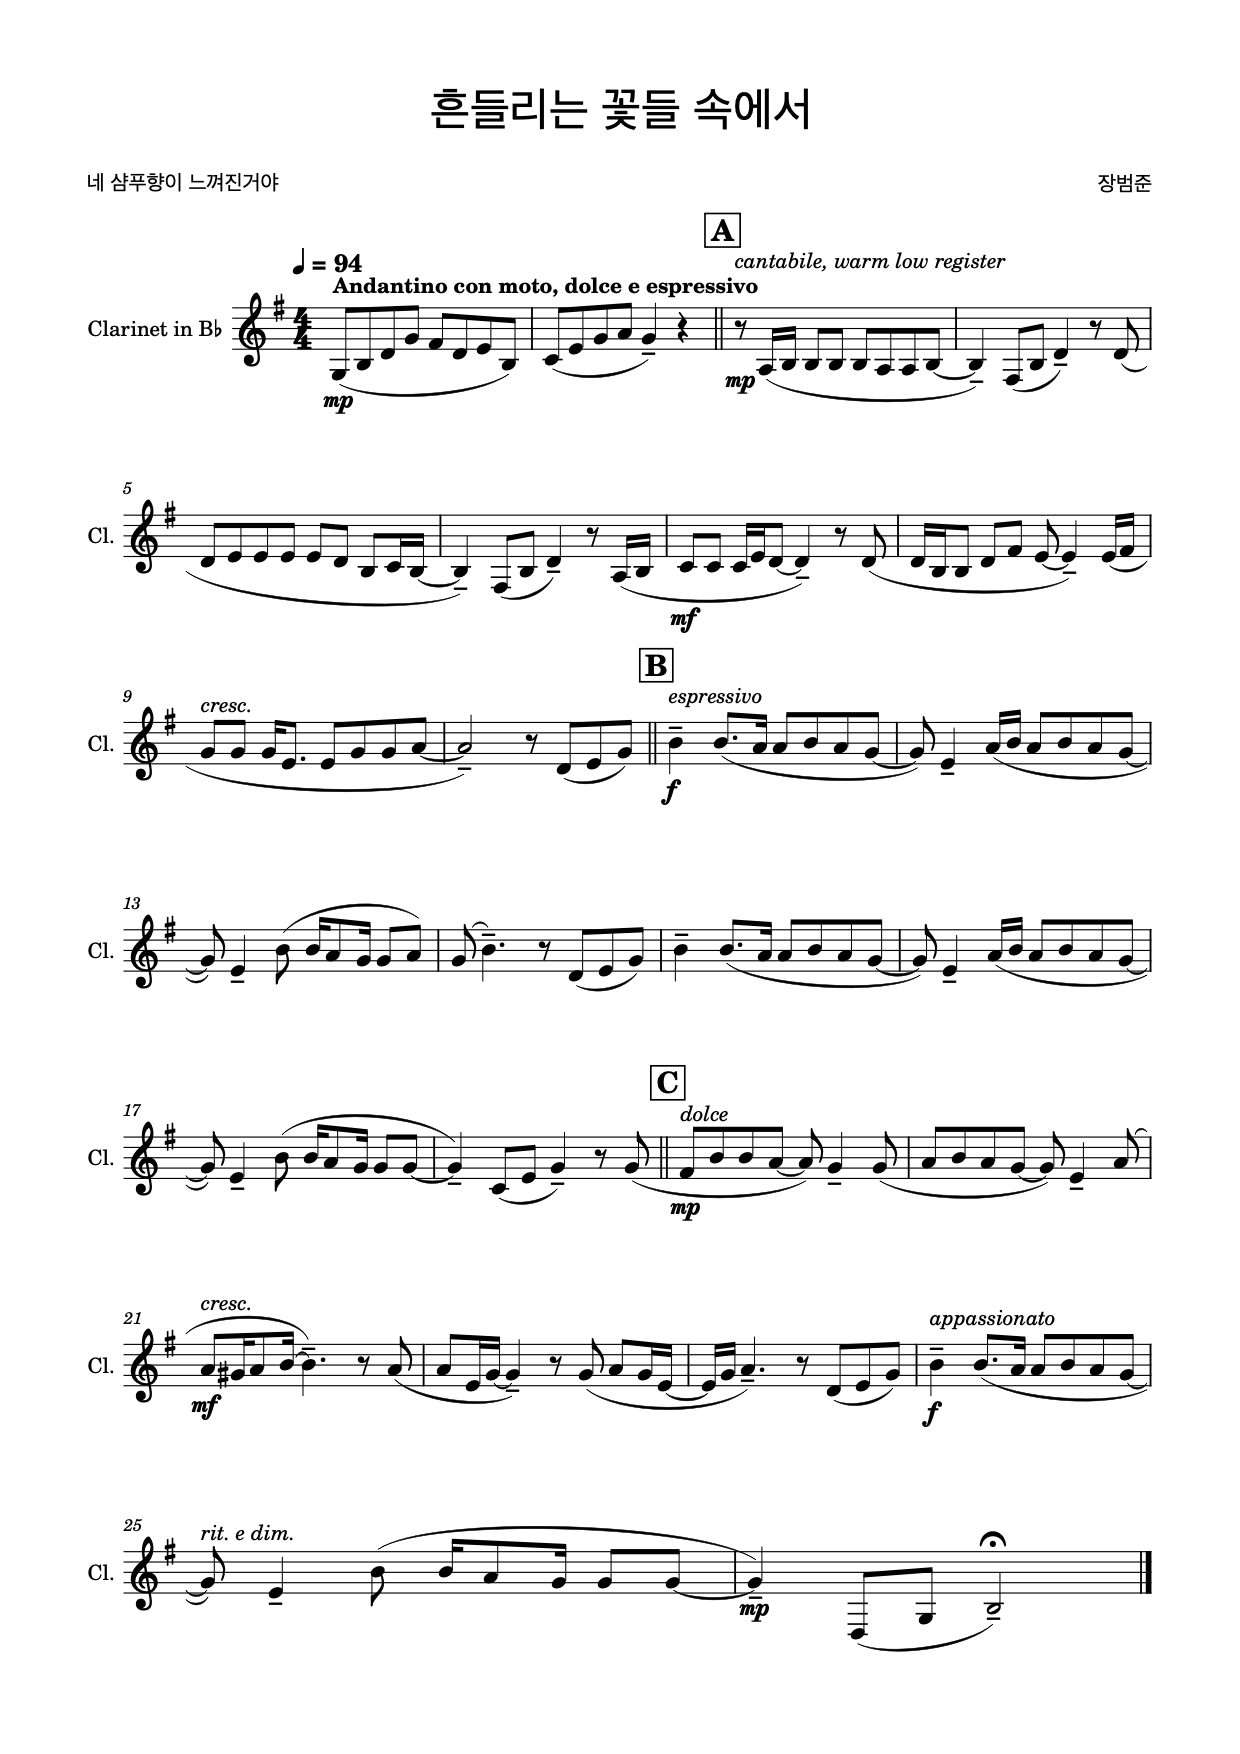 흔들리는 꽃들 속에서
네 샴푸향이 느껴진거야
장범준
A
♩ = 94
cantabile, warm low register
Andantino con moto, dolce e espressivo
Clarinet in B♭
4
4
mp
mp
5
Cl.
mf
B
9
cresc.
espressivo
Cl.
f
13
Cl.
C
17
dolce
Cl.
mp
21
cresc.
appassionato
Cl.
mf
f
25
rit. e dim.
Cl.
mp